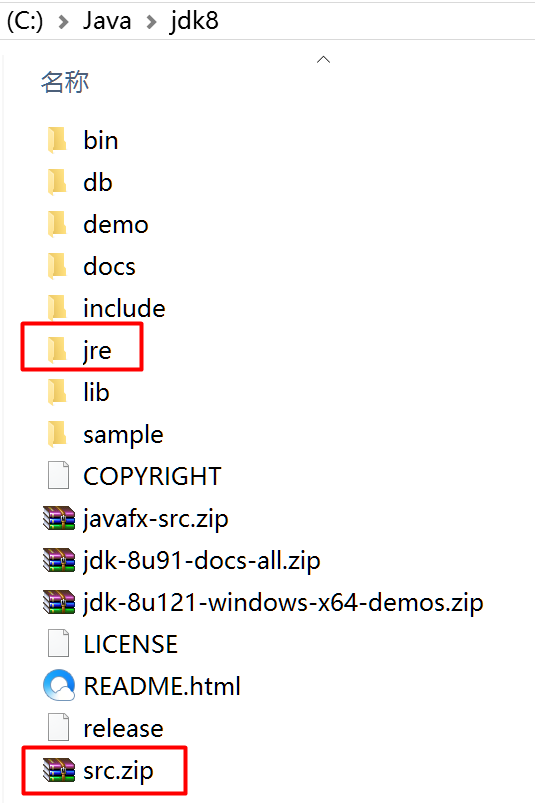 (C:) > Java > jdk8
名称
bin
db
demo
docs
include
jre
lib
sample
COPYRIGHT
javafx-src.zip
jdk-8u91-docs-all.zip
jdk-8u121-windows-x64-demos.zip
LICENSE
README.html
release
src.zip